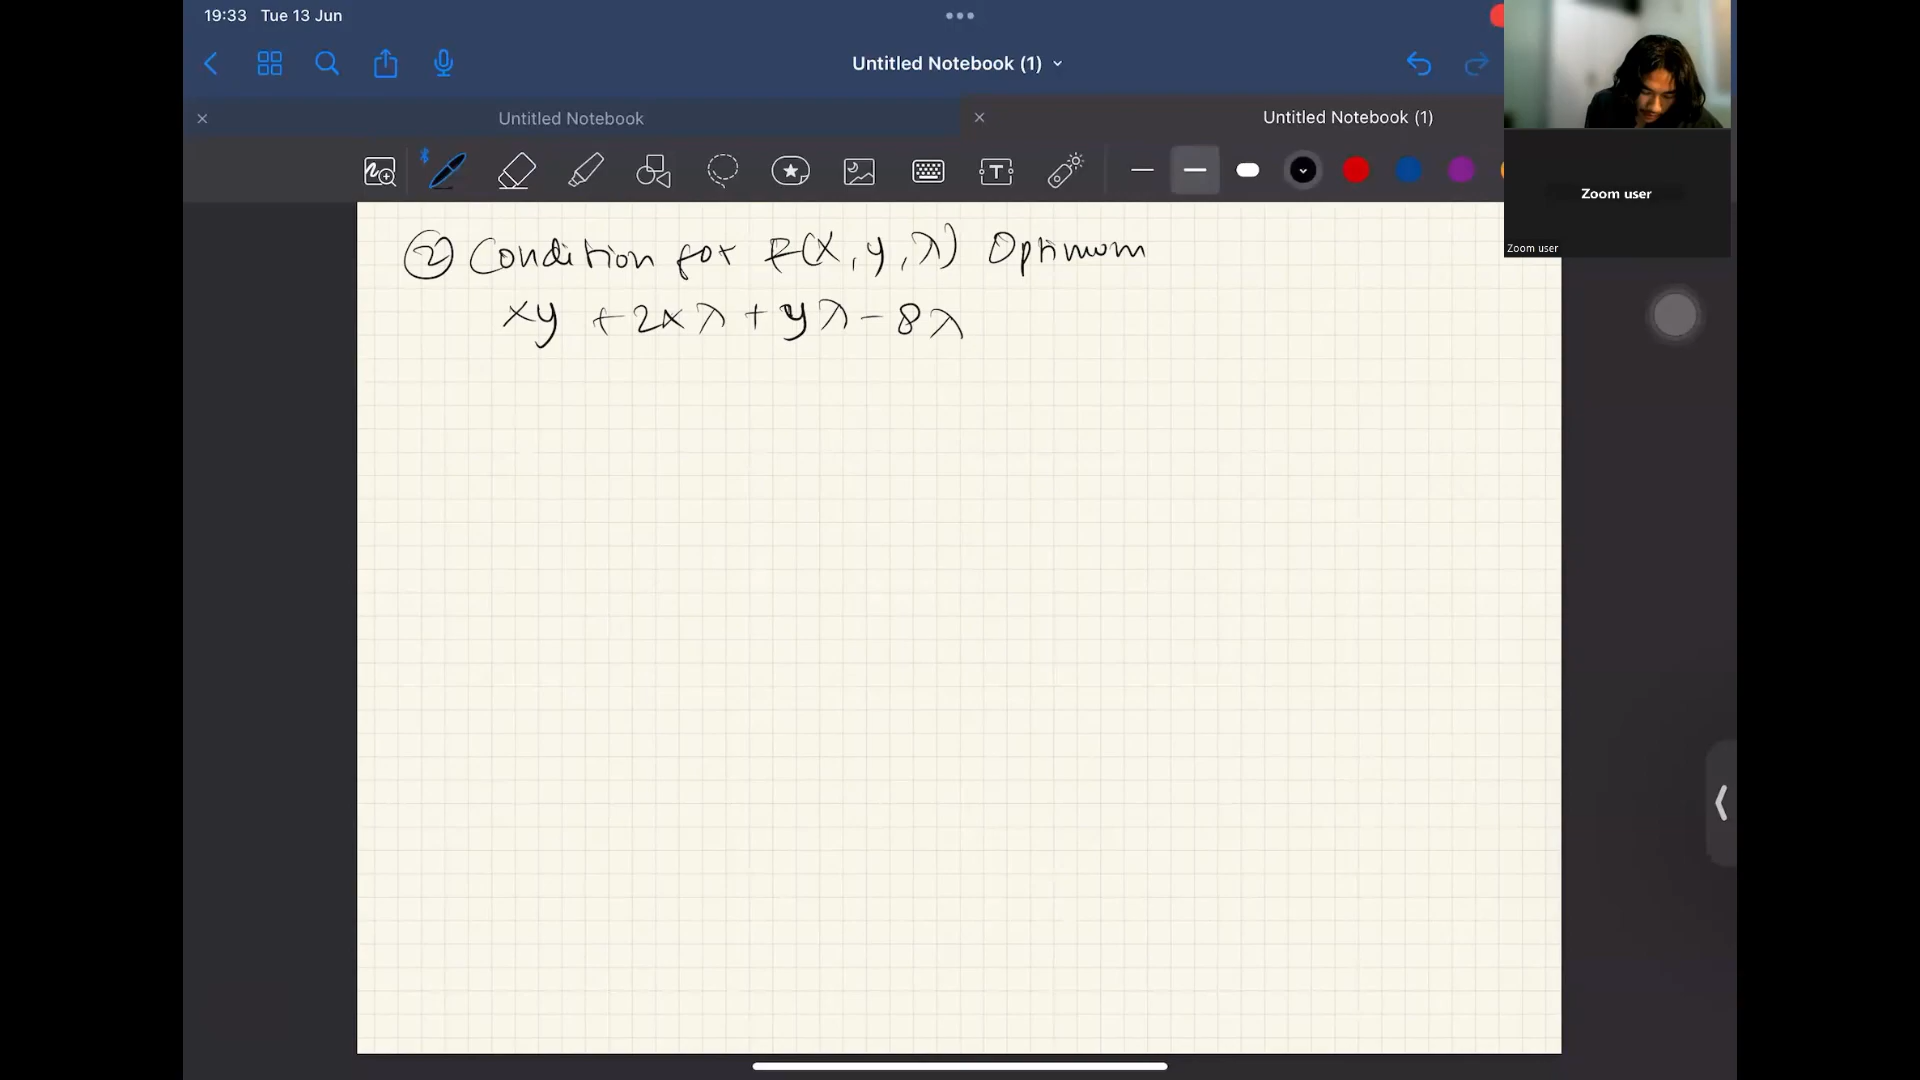 19:33 Tue 13 Jun
Untitled Notebook (1)
Untitled Notebook
Untitled Notebook (1)
T
Zoom user
Zoom user
② Condition for F(x, y, λ) Optimum
xy + 2xλ + yλ - 8λ